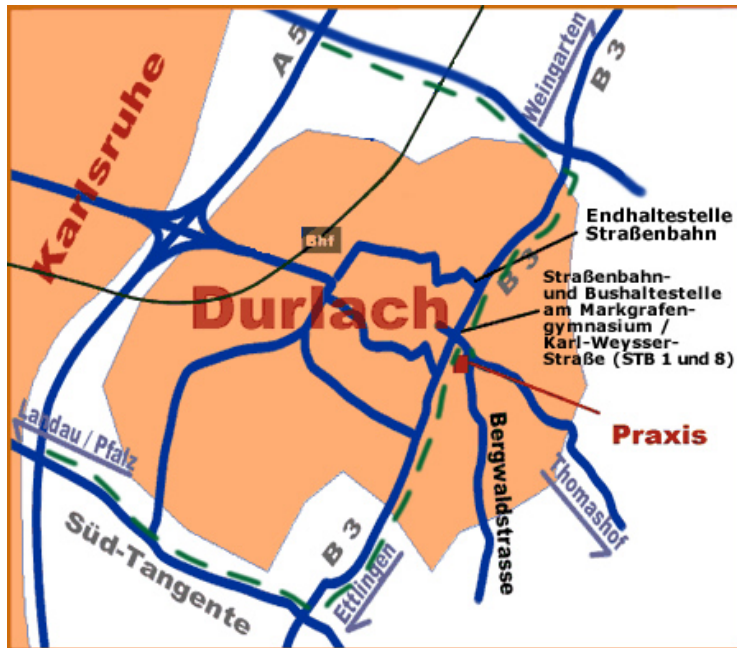 A 5
Weingarten
B 3
Karlsruhe
Endhaltestelle
Straßenbahn
Bhf
B 3
Straßenbahn-
und Bushaltestelle
am Markgrafen-
gymnasium /
Karl-Weysser-
Straße (STB 1 und 8)
Durlach
Praxis
Landau / Pfalz
Bergwaldstrasse
Thomashof
Süd-Tangente
B 3
Ettlingen